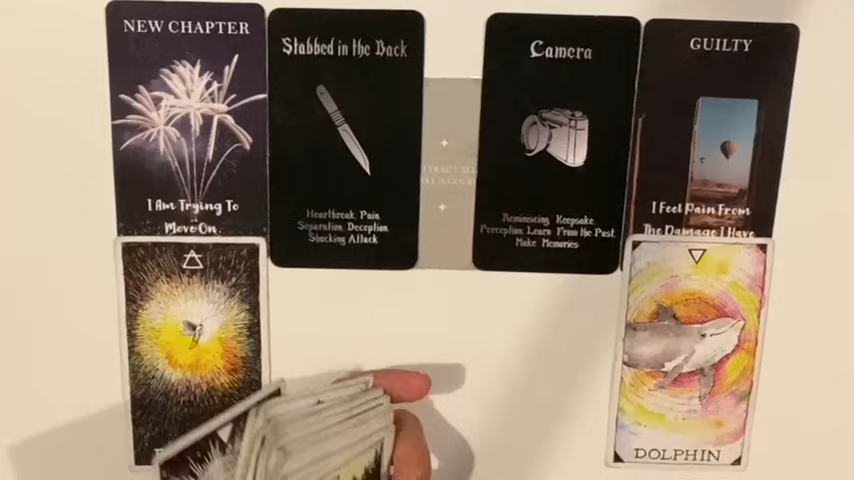 NEW CHAPTER
I Am Trying To
Move On.
Stabbed in the Back
Heartbreak, Pain,
Separation, Deception,
Shocking Attack
Camera
Reminiscing, Keepsake,
Perception, Learn From the Past,
Make Memories
GUILTY
I Feel Pain From
The Damage I Have
DOLPHIN